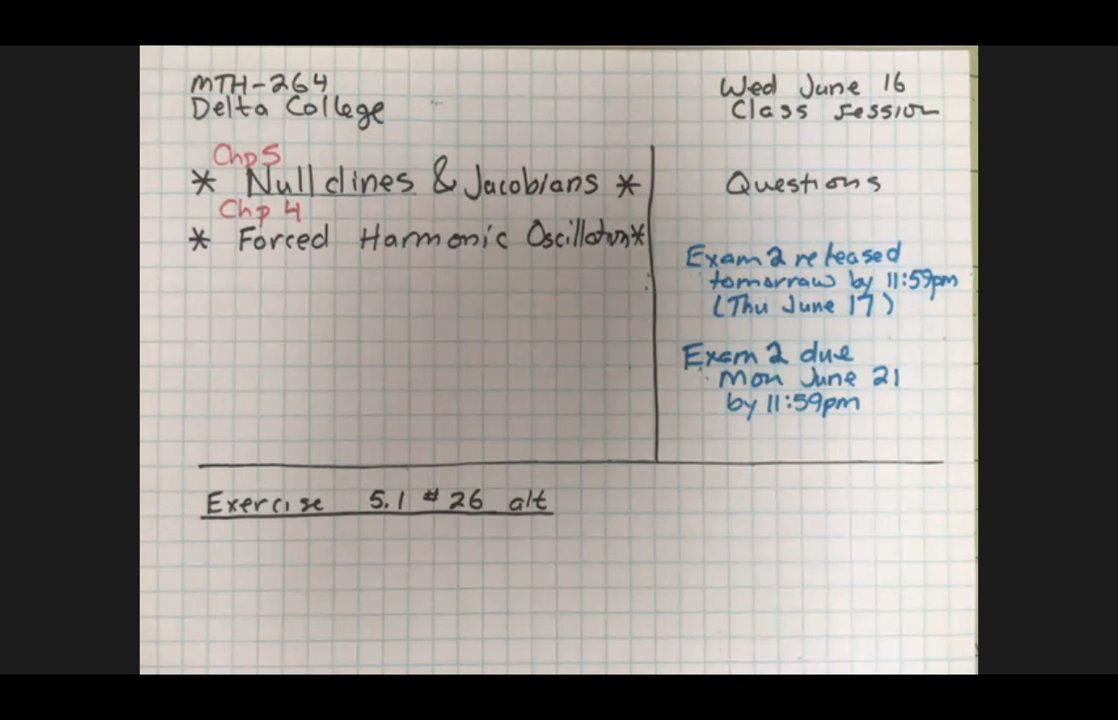 MTH-264
Delta College
Wed June 16
Class session
Chp 5
* Nullclines & Jacobians *
Chp 4
* Forced Harmonic Oscillator *
Questions
Exam 2 released
tomorrow by 11:59pm
(Thu June 17)
Exam 2 due
Mon June 21
by 11:59pm
Exercise 5.1 # 26 alt